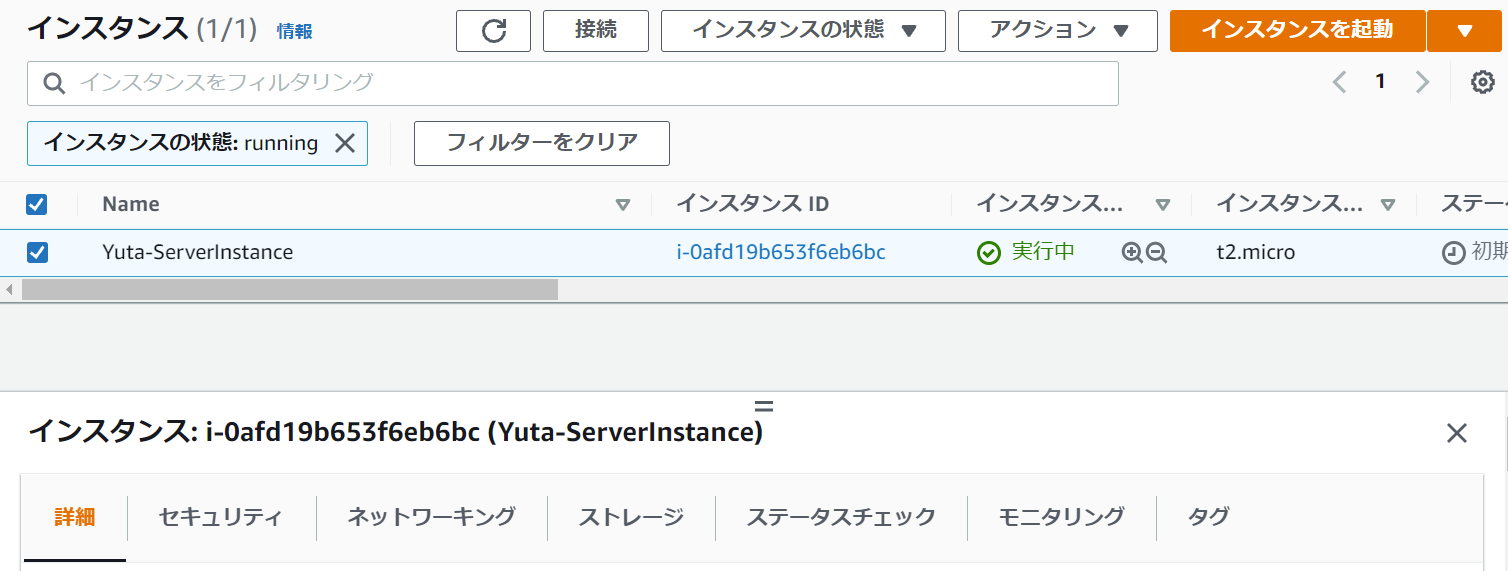 インスタンス (1/1) 情報 接続 インスタンスの状態 アクション インスタンスを起動
インスタンスをフィルタリング 1
インスタンスの状態: running フィルターをクリア
Name インスタンス ID インスタンス... インスタンス... ステー
Yuta-ServerInstance i-0afd19b653f6eb6bc 実行中 t2.micro 初期
インスタンス: i-0afd19b653f6eb6bc (Yuta-ServerInstance)
詳細 セキュリティ ネットワーキング ストレージ ステータスチェック モニタリング タグ